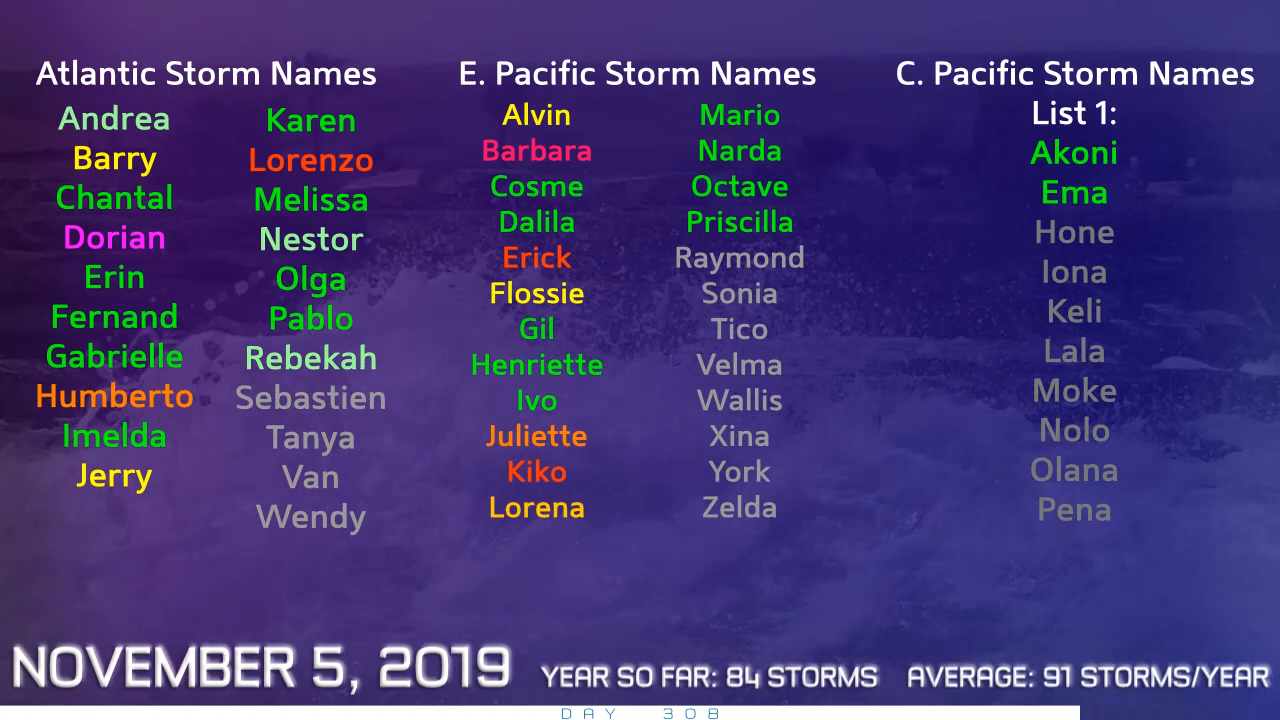 Atlantic Storm Names
Andrea
Barry
Chantal
Dorian
Erin
Fernand
Gabrielle
Humberto
Imelda
Jerry
Karen
Lorenzo
Melissa
Nestor
Olga
Pablo
Rebekah
Sebastien
Tanya
Van
Wendy
E. Pacific Storm Names
Alvin
Barbara
Cosme
Dalila
Erick
Flossie
Gil
Henriette
Ivo
Juliette
Kiko
Lorena
Mario
Narda
Octave
Priscilla
Raymond
Sonia
Tico
Velma
Wallis
Xina
York
Zelda
C. Pacific Storm Names
List 1:
Akoni
Ema
Hone
Iona
Keli
Lala
Moke
Nolo
Olana
Pena
NOVEMBER 5, 2019
YEAR SO FAR: 84 STORMS
AVERAGE: 91 STORMS/YEAR
DAY 308